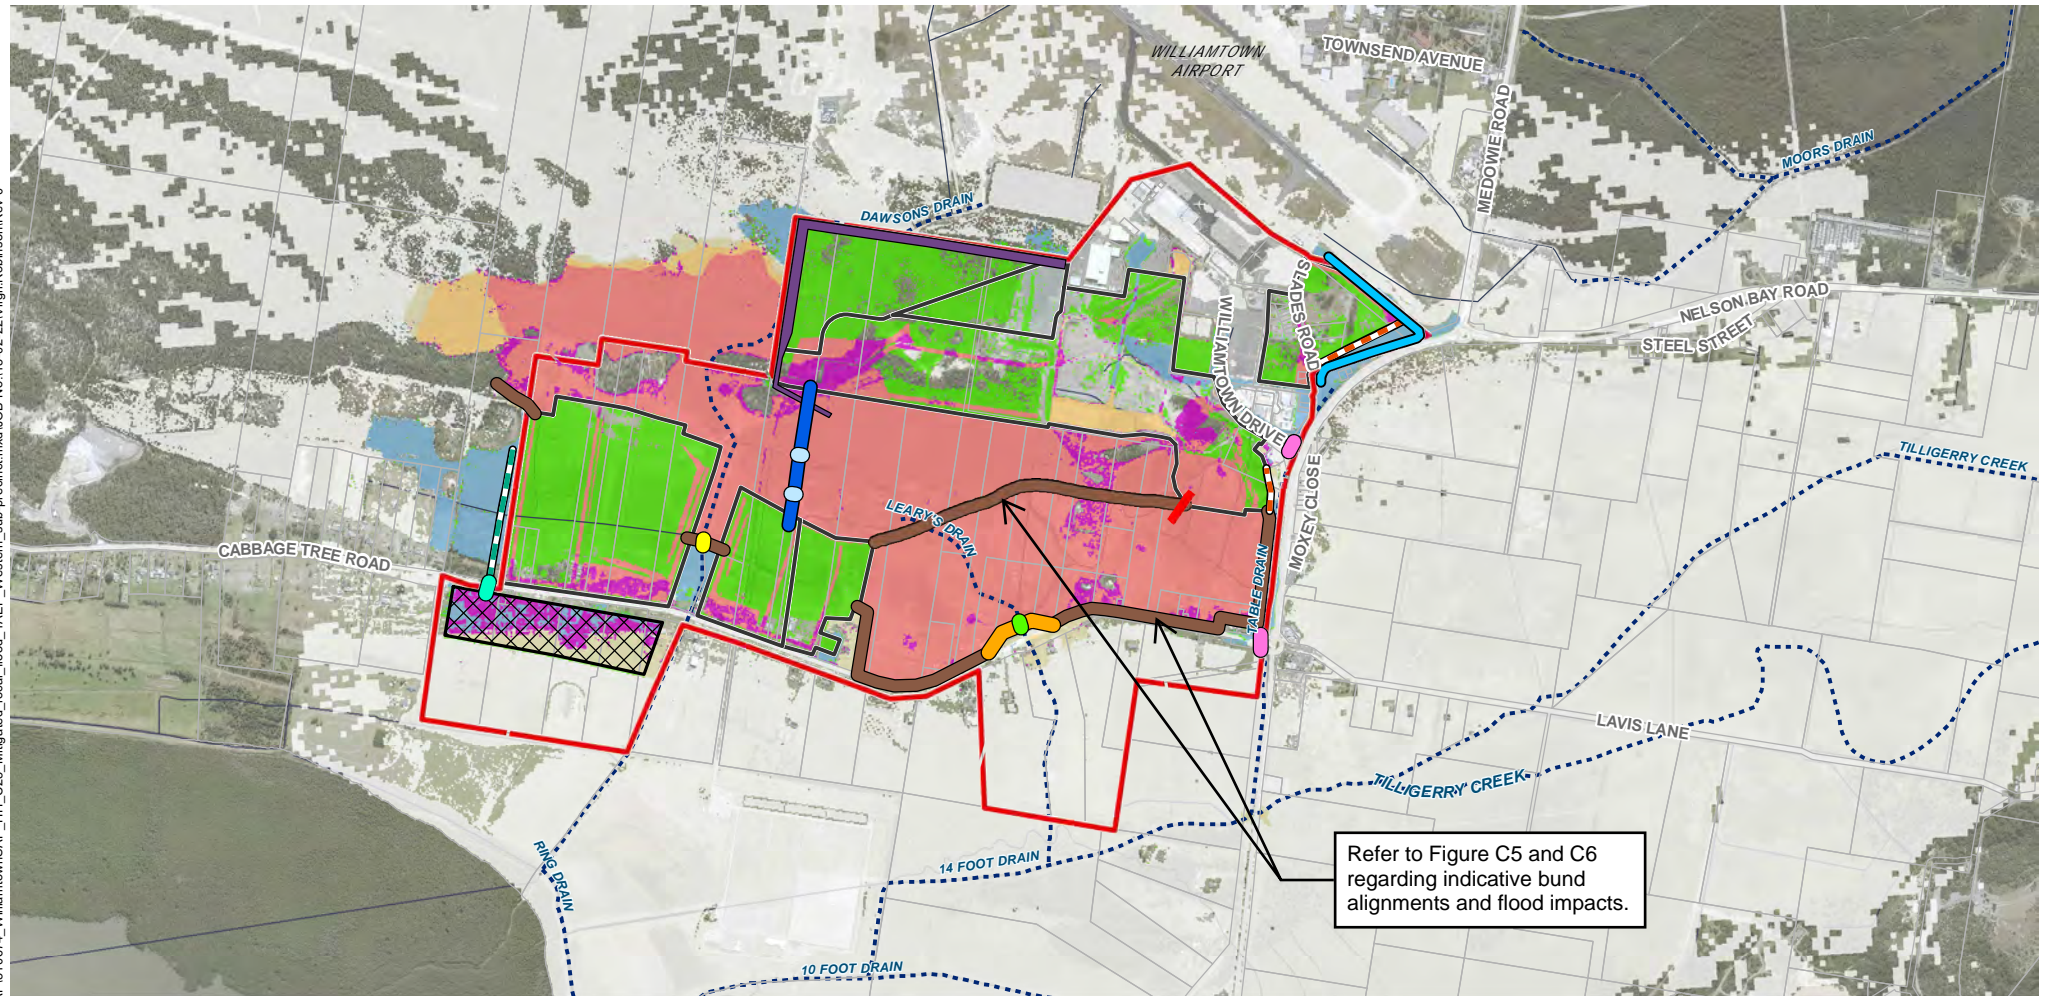 WILLIAMTOWN
AIRPORT
TOWNSEND AVENUE
MEDOWIE ROAD
MOORS DRAIN
DAWSONS DRAIN
SLADES ROAD
WILLIAMTOWN DRIVE
NELSON BAY ROAD
STEEL STREET
TILLIGERRY CREEK
LEARY'S DRAIN
MOXEY CLOSE
TABLE DRAIN
CABBAGE TREE ROAD
LAVIS LANE
TILLIGERRY CREEK
RING DRAIN
14 FOOT DRAIN
10 FOOT DRAIN
Refer to Figure C5 and C6
regarding indicative bund
alignments and flood impacts.